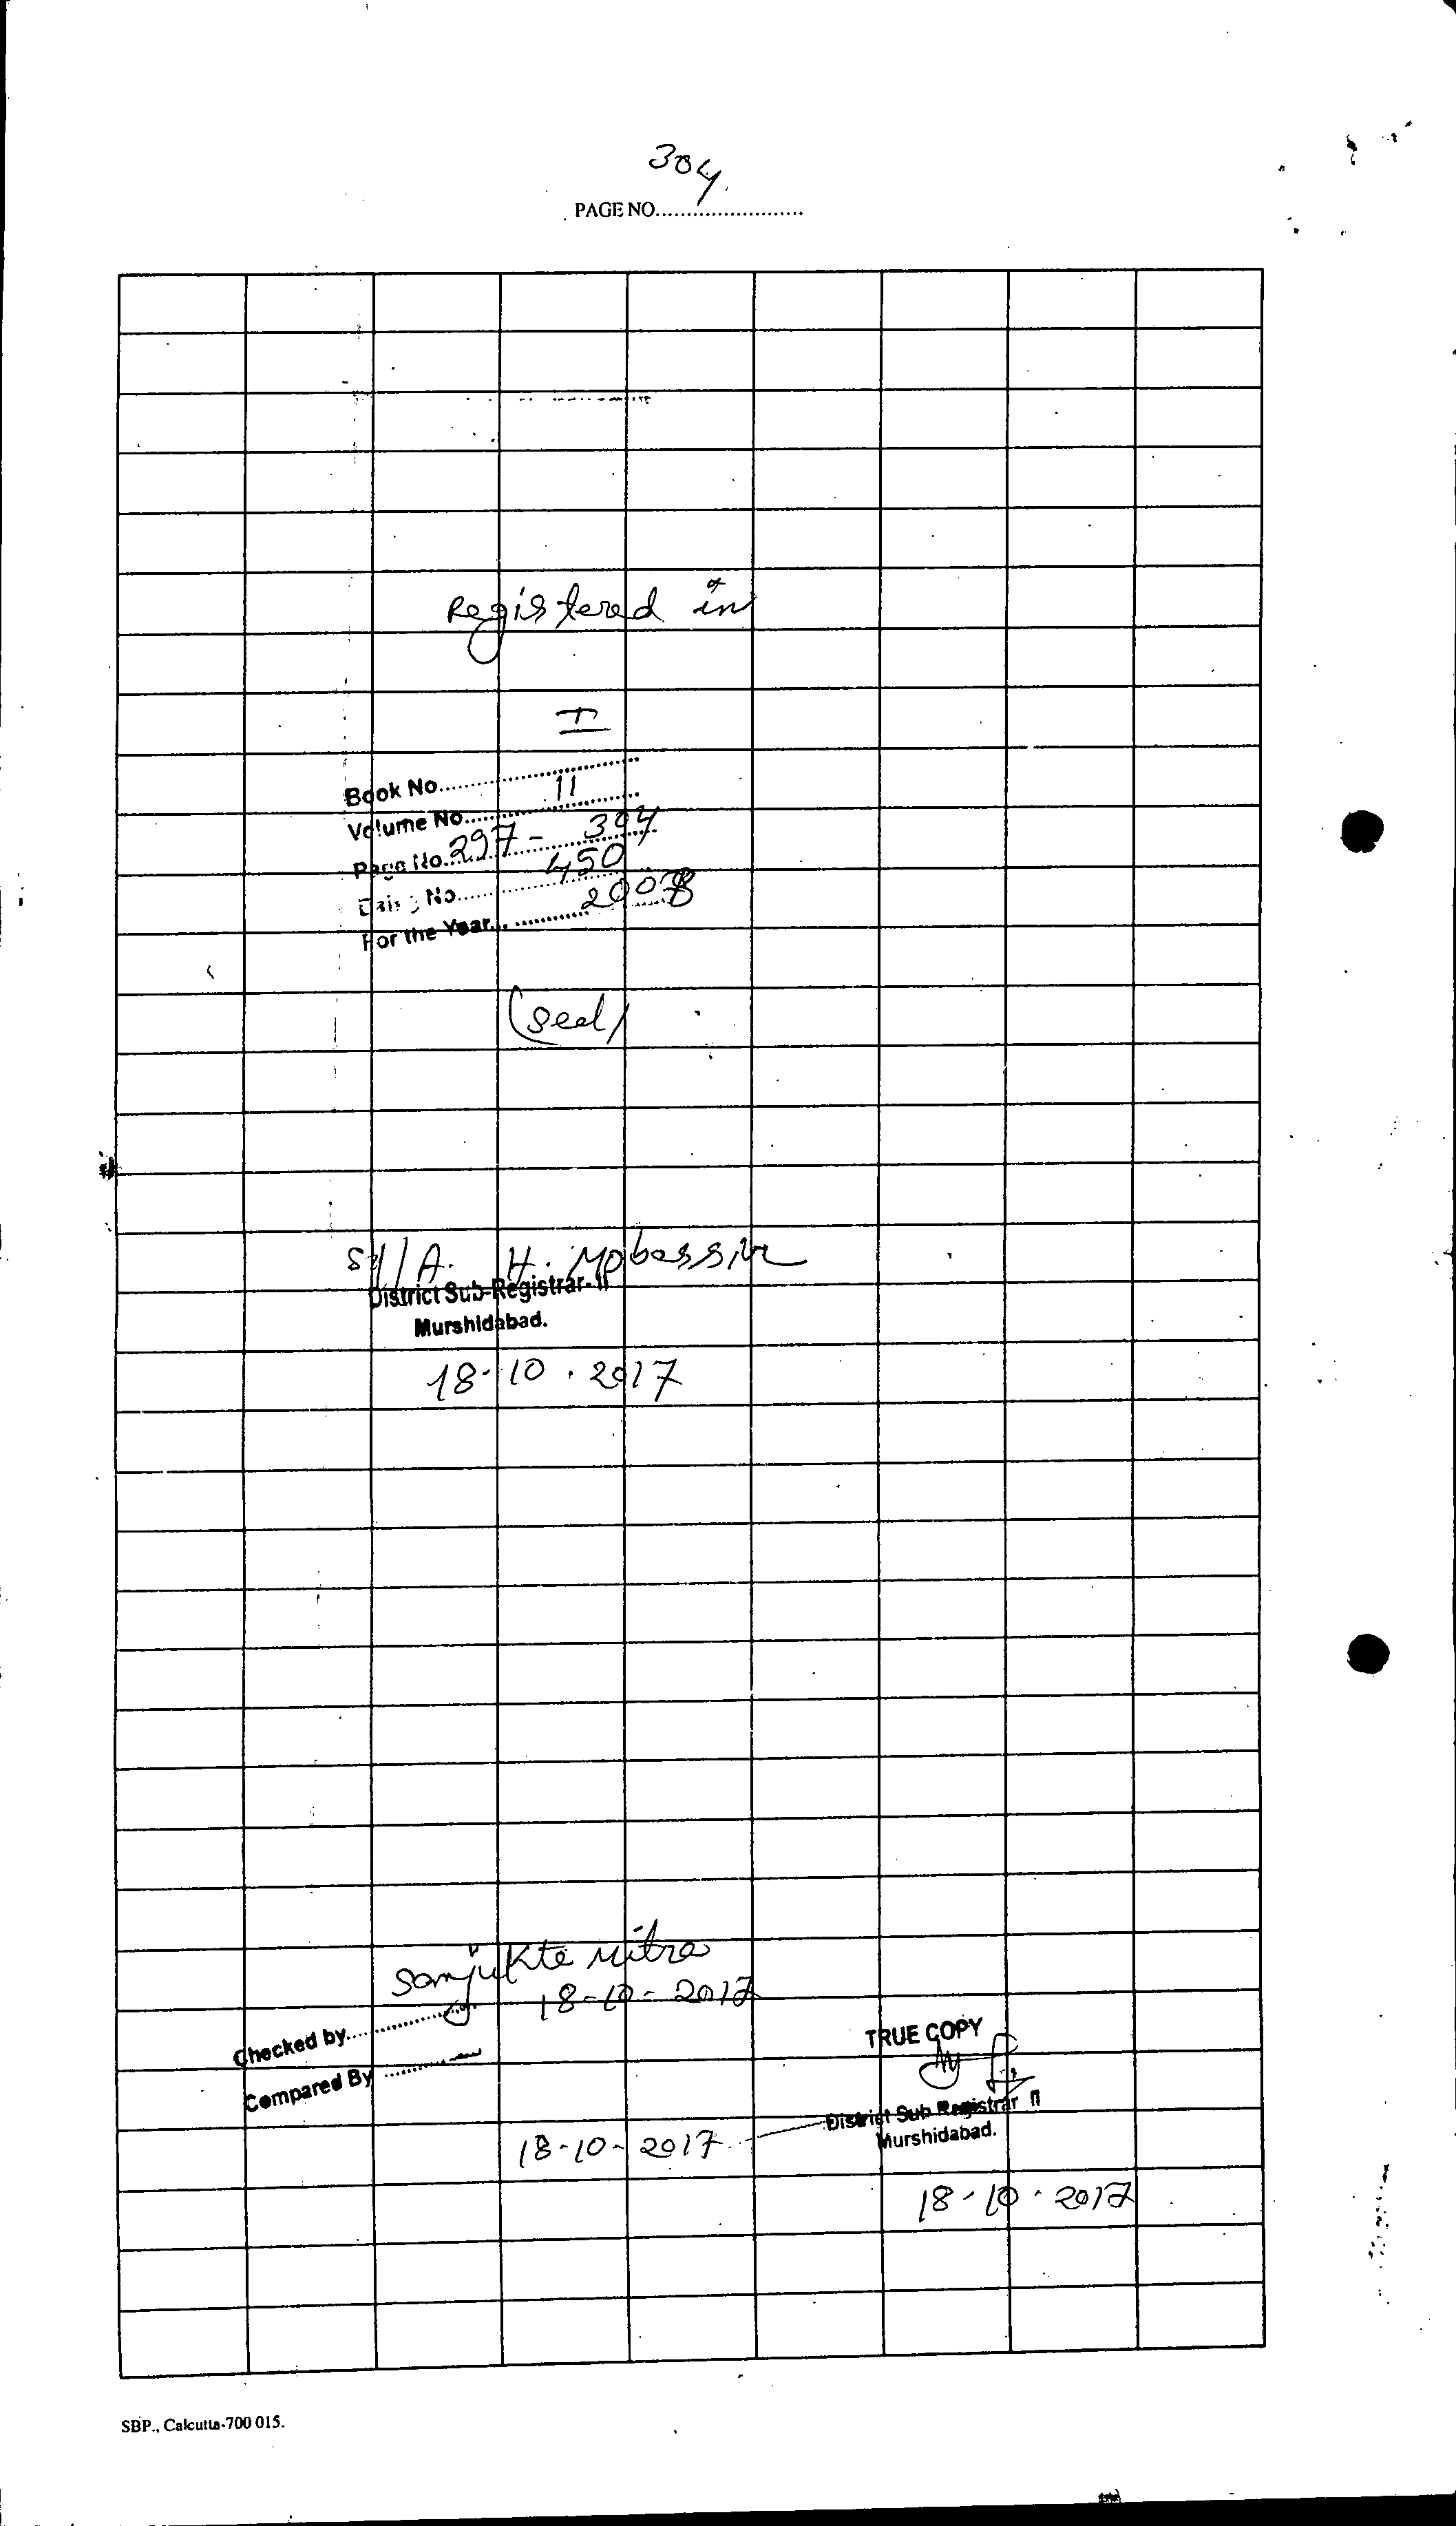 304.
PAGE NO........................
Registered in
I
Book No..............................
11
Volume No..............................
Page No. 297 - 304
Being No. 450
For the Year... 2008
(Seal)
Sd/ A. H. Mobassir
District Sub-Registrar-II
Murshidabad.
18-10.2017
Sanjukta Mitra
18-10-2017
Checked by....................
Compared By ................
TRUE COPY
District Sub Registrar II
Murshidabad.
18-10-2017
18-10-2017
SBP., Calcutta-700 015.